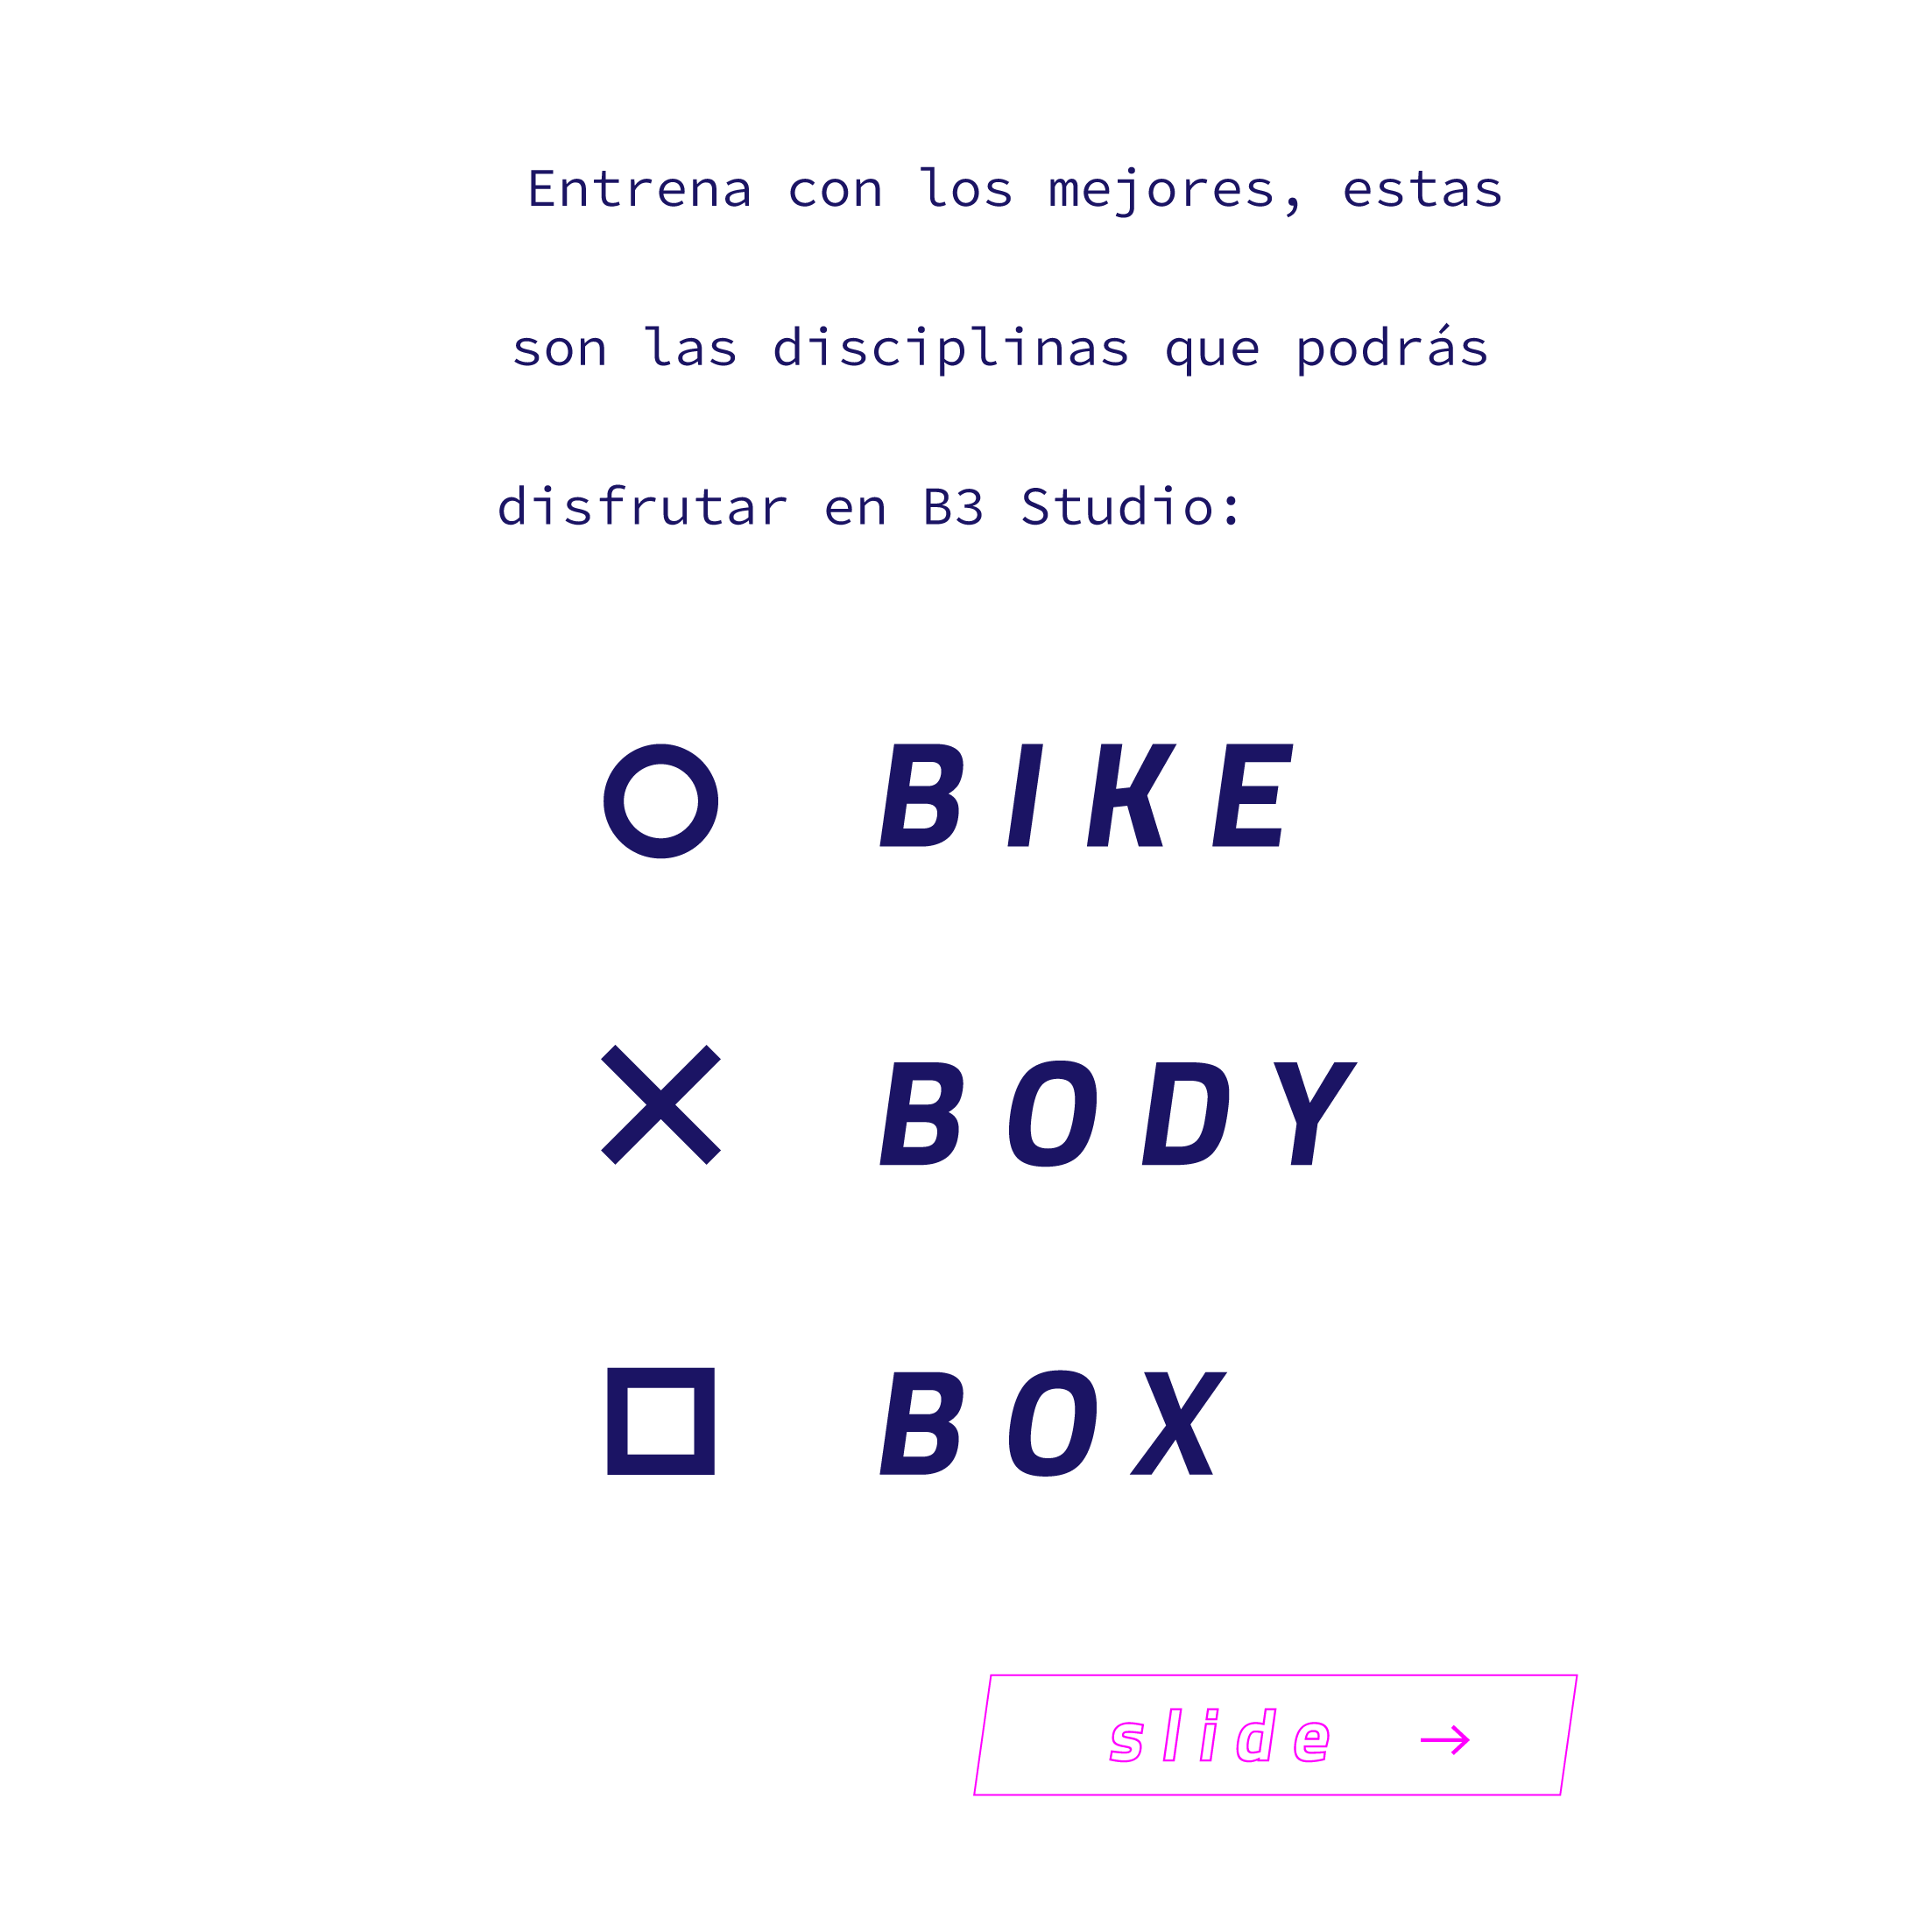 Entrena con los mejores, estas
son las disciplinas que podrás
disfrutar en B3 Studio:
BIKE
BODY
BOX
slide →